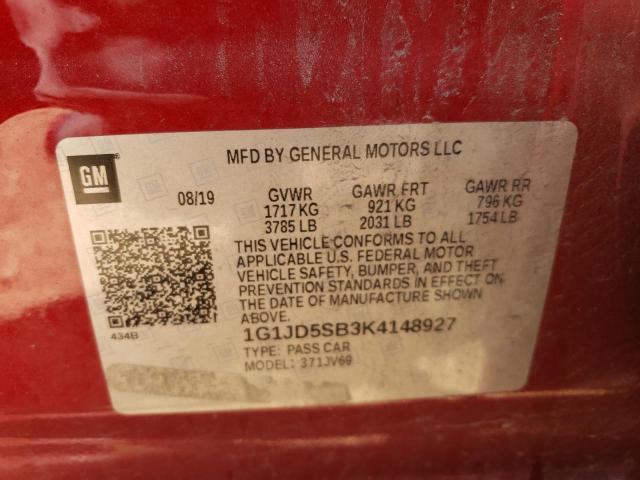 GM
MFD BY GENERAL MOTORS LLC
08/19 GVWR GAWR FRT GAWR RR
1717 KG 921 KG 796 KG
3785 LB 2031 LB 1754 LB
THIS VEHICLE CONFORMS TO ALL
APPLICABLE U.S. FEDERAL MOTOR
VEHICLE SAFETY, BUMPER, AND THEFT
PREVENTION STANDARDS IN EFFECT ON
THE DATE OF MANUFACTURE SHOWN
ABOVE.
434B
1G1JD5SB3K4148927
TYPE: PASS CAR
MODEL: 371JV69